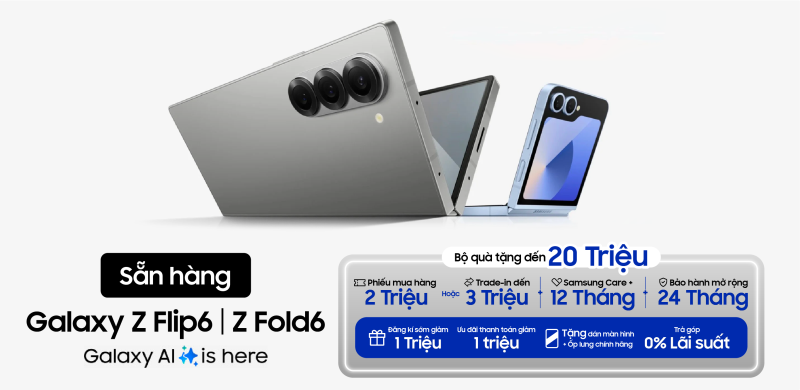 Sẵn hàng
Galaxy Z Flip6 | Z Fold6
Galaxy AI is here
Bộ quà tặng đến 20 Triệu
Phiếu mua hàng
2 Triệu
Hoặc
Trade-in đến
3 Triệu
+
Samsung Care +
12 Tháng
+
Bảo hành mở rộng
24 Tháng
Đăng kí sớm giảm
1 Triệu
Ưu đãi thanh toán giảm
1 triệu
Tặng dán màn hình
+ Ốp lưng chính hãng
Trả góp
0% Lãi suất